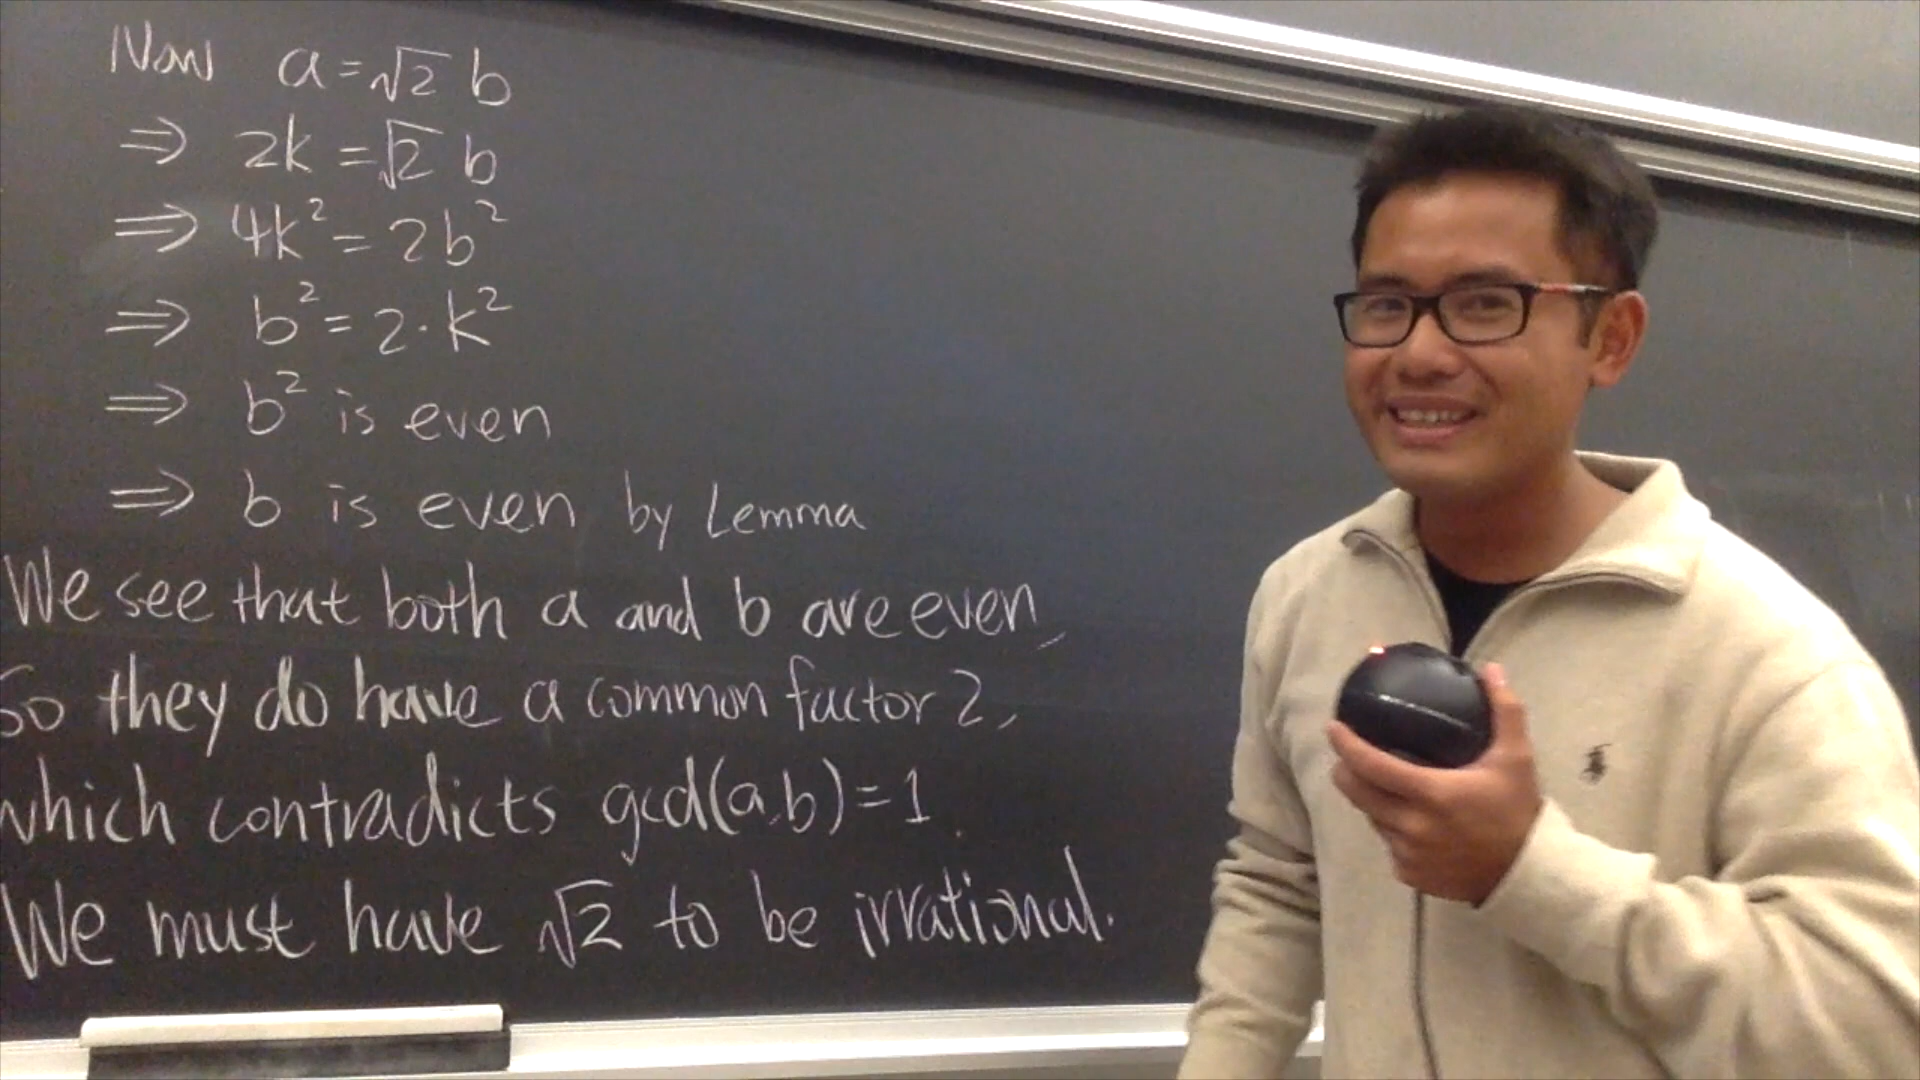 Now a = √2 b
⇒ 2k = √2 b
⇒ 4k² = 2b²
⇒ b² = 2·k²
⇒ b² is even
⇒ b is even by Lemma
We see that both a and b are even,
So they do have a common factor 2,
which contradicts gcd(a,b)=1.
We must have √2 to be irrational.